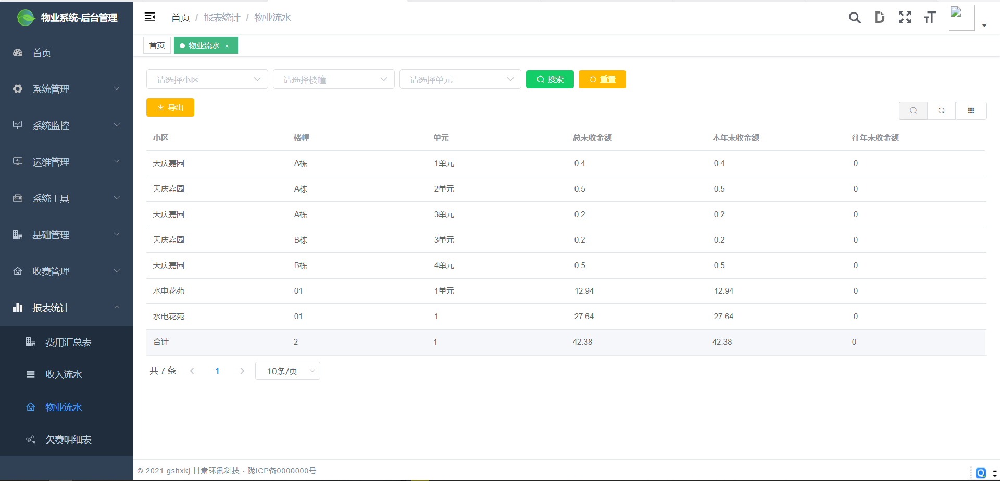 物业系统-后台管理
首页
系统管理
系统监控
运维管理
系统工具
基础管理
收费管理
报表统计
费用汇总表
收入流水
物业流水
欠费明细表
首页 / 报表统计 / 物业流水
首页 物业流水 ×
请选择小区 请选择楼幢 请选择单元 搜索 重置
导出
小区 楼幢 单元 总未收金额 本年未收金额 往年未收金额
天庆嘉园 A栋 1单元 0.4 0.4 0
天庆嘉园 A栋 2单元 0.5 0.5 0
天庆嘉园 A栋 3单元 0.2 0.2 0
天庆嘉园 B栋 3单元 0.2 0.2 0
天庆嘉园 B栋 4单元 0.5 0.5 0
水电花苑 01 1单元 12.94 12.94 0
水电花苑 01 1 27.64 27.64 0
合计 2 1 42.38 42.38 0
共 7 条 1 10条/页
© 2021 gshxkj 甘肃环讯科技 · 陇ICP备0000000号